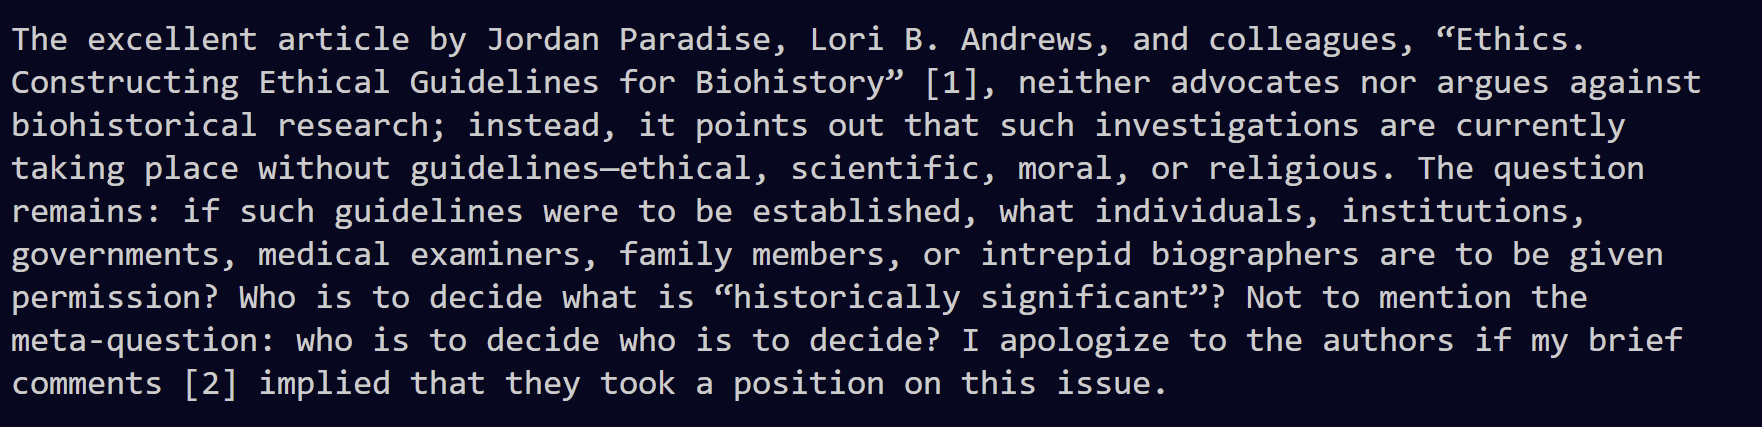 The excellent article by Jordan Paradise, Lori B. Andrews, and colleagues, “Ethics.
Constructing Ethical Guidelines for Biohistory” [1], neither advocates nor argues against
biohistorical research; instead, it points out that such investigations are currently
taking place without guidelines—ethical, scientific, moral, or religious. The question
remains: if such guidelines were to be established, what individuals, institutions,
governments, medical examiners, family members, or intrepid biographers are to be given
permission? Who is to decide what is “historically significant”? Not to mention the
meta-question: who is to decide who is to decide? I apologize to the authors if my brief
comments [2] implied that they took a position on this issue.